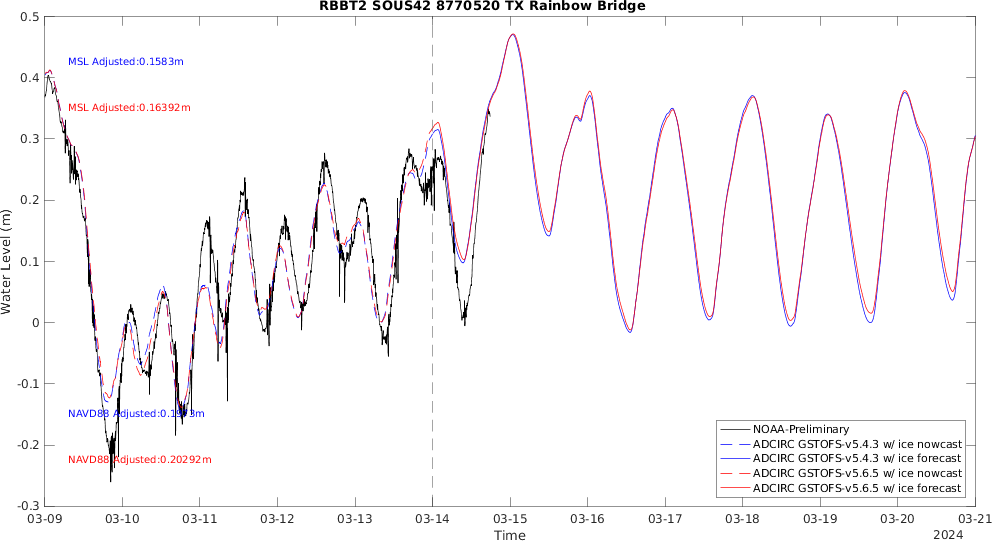 RBBT2 SOUS42 8770520 TX Rainbow Bridge
0.5
0.4
0.3
0.2
0.1
0
-0.1
-0.2
-0.3
Water Level (m)
MSL Adjusted:0.1583m
MSL Adjusted:0.16392m
NAVD88 Adjusted:0.1973m
NAVD88 Adjusted:0.20292m
NOAA-Preliminary
ADCIRC GSTOFS-v5.4.3 w/ ice nowcast
ADCIRC GSTOFS-v5.4.3 w/ ice forecast
ADCIRC GSTOFS-v5.6.5 w/ ice nowcast
ADCIRC GSTOFS-v5.6.5 w/ ice forecast
03-09 03-10 03-11 03-12 03-13 03-14 03-15 03-16 03-17 03-18 03-19 03-20 03-21
Time
2024